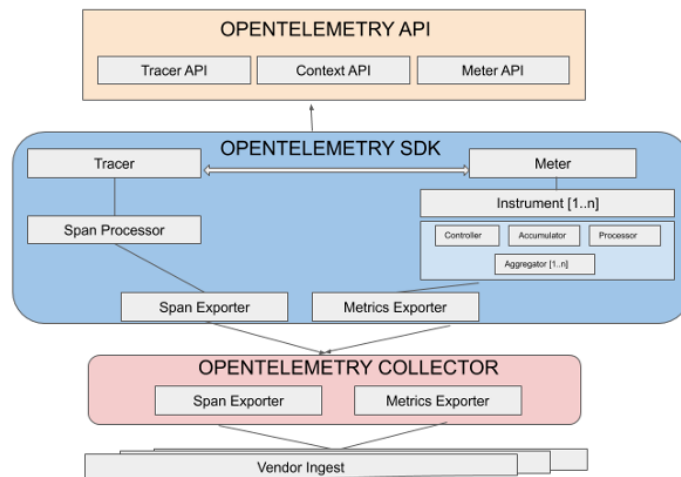 OPENTELEMETRY API
Tracer API
Context API
Meter API
OPENTELEMETRY SDK
Tracer
Meter
Instrument [1..n]
Span Processor
Controller
Accumulator
Processor
Aggregator [1..n]
Span Exporter
Metrics Exporter
OPENTELEMETRY COLLECTOR
Span Exporter
Metrics Exporter
Vendor Ingest